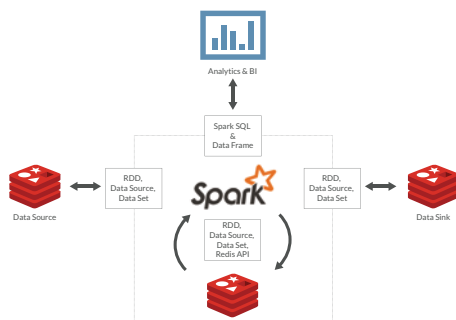 Analytics & BI
Spark SQL
&
Data Frame
RDD,
Data Source,
Data Set
Data Source
Spark
RDD,
Data Source,
Data Set
Data Sink
RDD,
Data Source,
Data Set,
Redis API